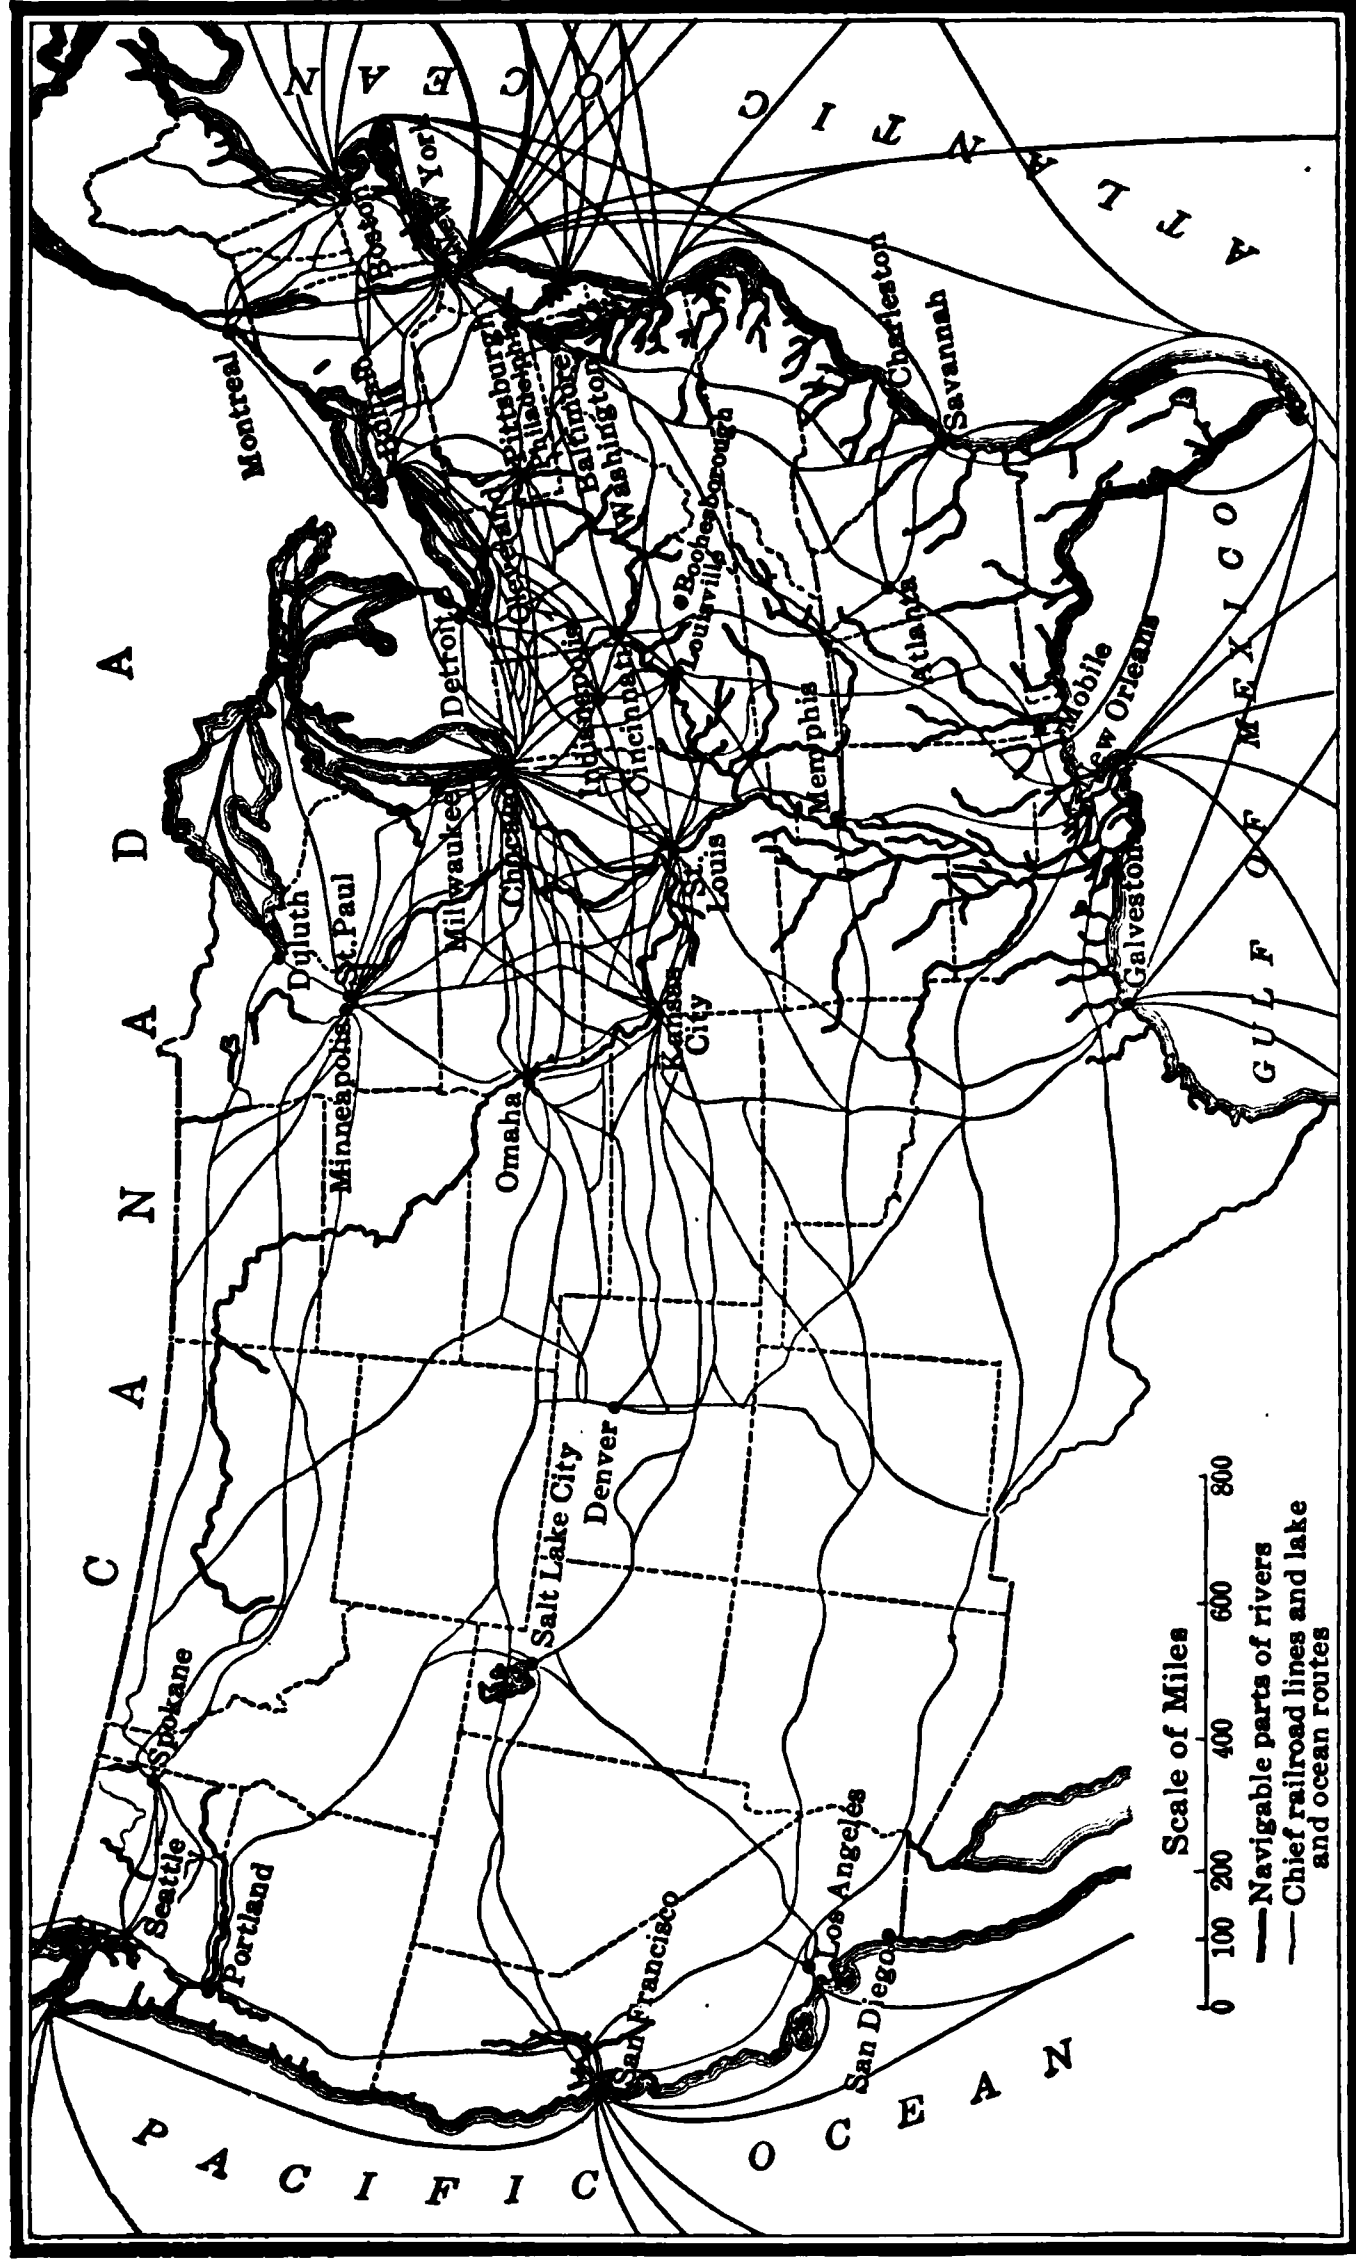 CANADA
PACIFIC OCEAN
ATLANTIC OCEAN
GULF OF MEXICO
Seattle
Spokane
Portland
San Francisco
Los Angeles
San Diego
Salt Lake City
Denver
Omaha
Minneapolis
St. Paul
Duluth
Kansas
City
St.
Louis
Milwaukee
Chicago
Detroit
Indianapolis
Cincinnati
Cleveland
Louisville
Boonesborough
Memphis
Atlanta
Mobile
New Orleans
Galveston
Montreal
Buffalo
Pittsburgh
Philadelphia
Baltimore
Washington
Boston
New York
Charleston
Savannah
Scale of Miles
0 100 200 400 600 800
Navigable parts of rivers
Chief railroad lines and lake
and ocean routes